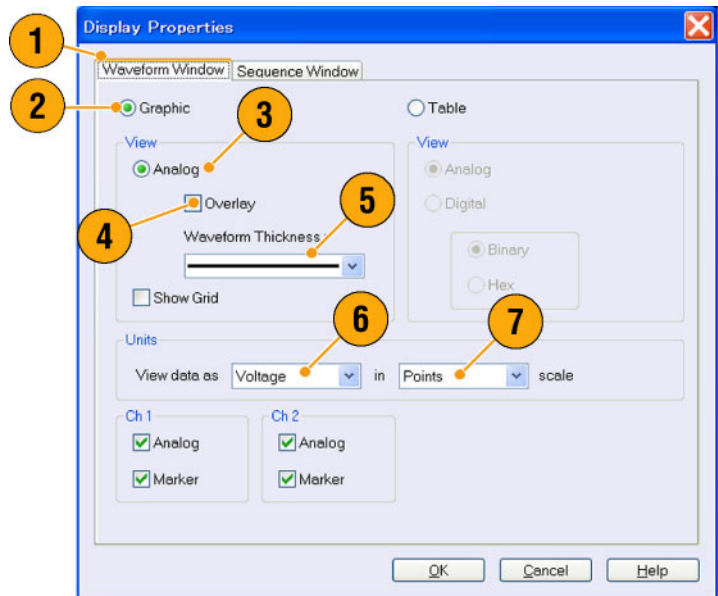 Display Properties
1
Waveform Window Sequence Window
2
Graphic
3
Table
View
View
Analog
Analog
4
Overlay
5
Digital
Waveform Thickness :
Binary
Show Grid
Hex
6
7
Units
View data as Voltage in Points scale
Ch 1
Ch 2
Analog
Analog
Marker
Marker
OK Cancel Help